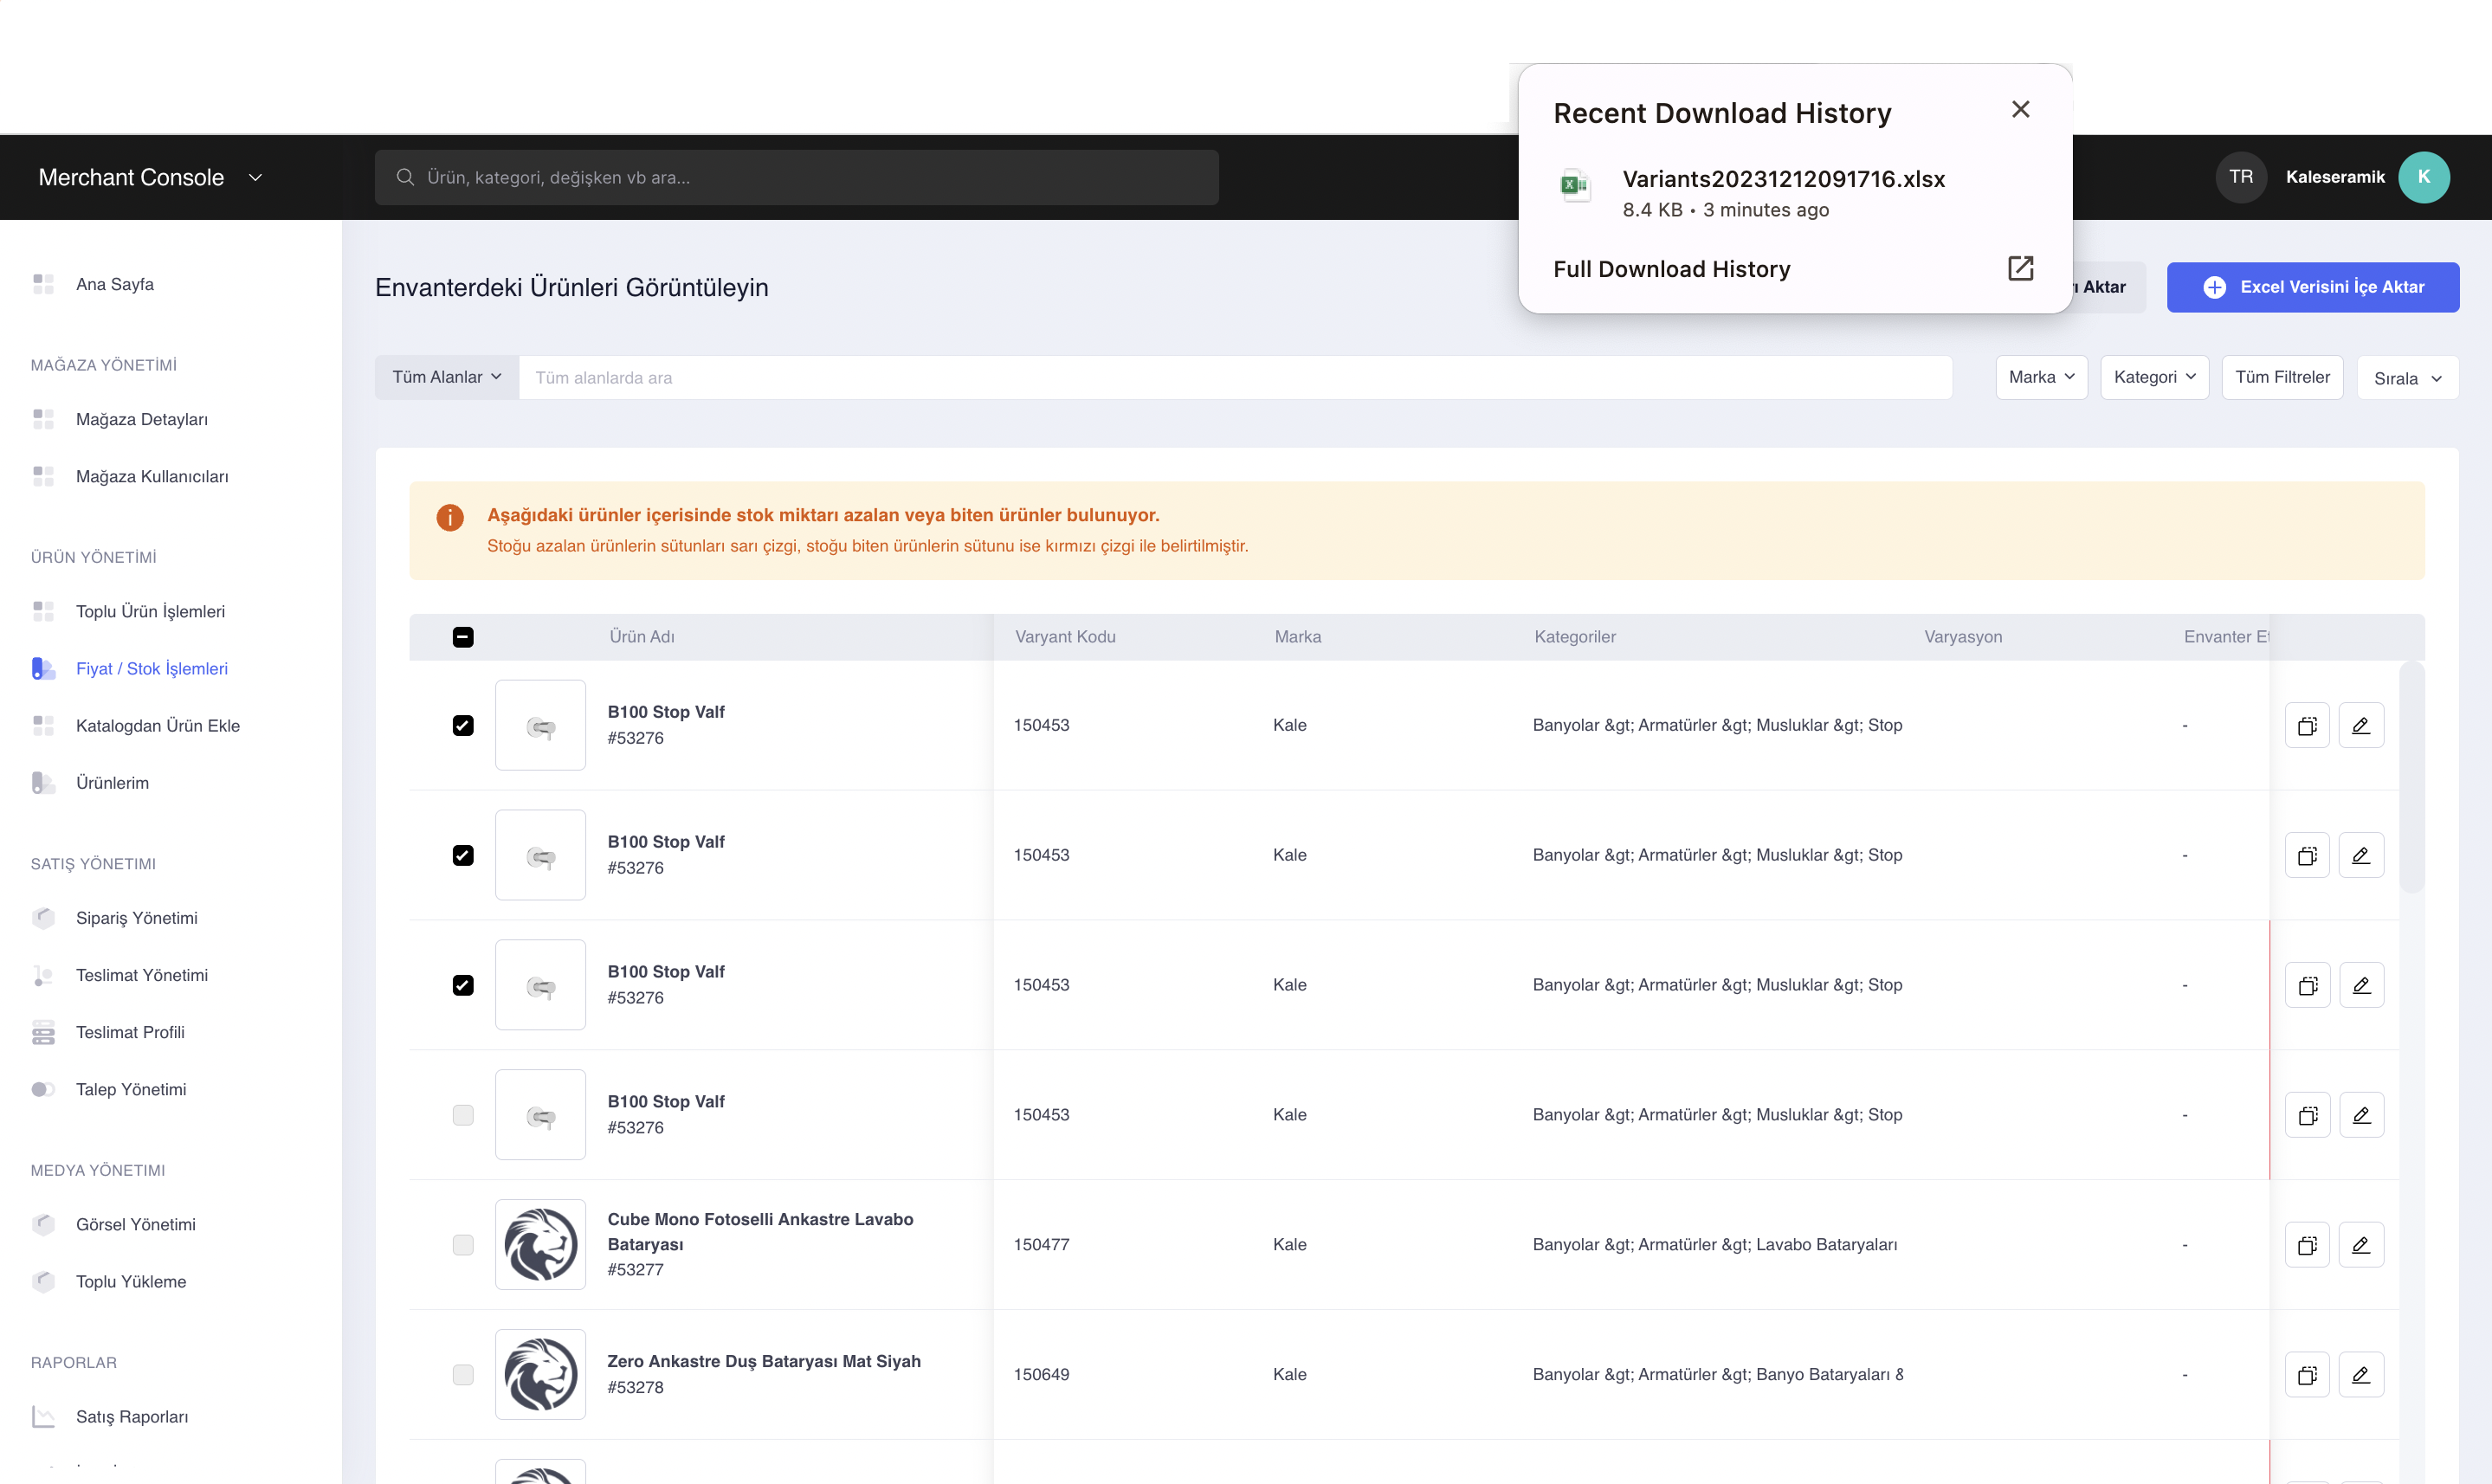 Recent Download History
Variants20231212091716.xlsx
8.4 KB • 3 minutes ago
Full Download History
Merchant Console
Ürün, kategori, değişken vb ara...
TR
Kaleseramik
K
Ana Sayfa
MAĞAZA YÖNETİMİ
Mağaza Detayları
Mağaza Kullanıcıları
ÜRÜN YÖNETİMİ
Toplu Ürün İşlemleri
Fiyat / Stok İşlemleri
Katalogdan Ürün Ekle
Ürünlerim
SATIŞ YÖNETIMI
Sipariş Yönetimi
Teslimat Yönetimi
Teslimat Profili
Talep Yönetimi
MEDYA YÖNETIMI
Görsel Yönetimi
Toplu Yükleme
RAPORLAR
Satış Raporları
Envanterdeki Ürünleri Görüntüleyin
Aktar
Excel Verisini İçe Aktar
Tüm Alanlar
Tüm alanlarda ara
Marka
Kategori
Tüm Filtreler
Sırala
Aşağıdaki ürünler içerisinde stok miktarı azalan veya biten ürünler bulunuyor.
Stoğu azalan ürünlerin sütunları sarı çizgi, stoğu biten ürünlerin sütunu ise kırmızı çizgi ile belirtilmiştir.
Ürün Adı Varyant Kodu Marka Kategoriler Varyasyon Envanter
B100 Stop Valf
#53276
150453 Kale Banyolar &gt; Armatürler &gt; Musluklar &gt; Stop -
B100 Stop Valf
#53276
150453 Kale Banyolar &gt; Armatürler &gt; Musluklar &gt; Stop -
B100 Stop Valf
#53276
150453 Kale Banyolar &gt; Armatürler &gt; Musluklar &gt; Stop -
B100 Stop Valf
#53276
150453 Kale Banyolar &gt; Armatürler &gt; Musluklar &gt; Stop -
Cube Mono Fotoselli Ankastre Lavabo
Bataryası
#53277
150477 Kale Banyolar &gt; Armatürler &gt; Lavabo Bataryaları -
Zero Ankastre Duş Bataryası Mat Siyah
#53278
150649 Kale Banyolar &gt; Armatürler &gt; Banyo Bataryaları & -